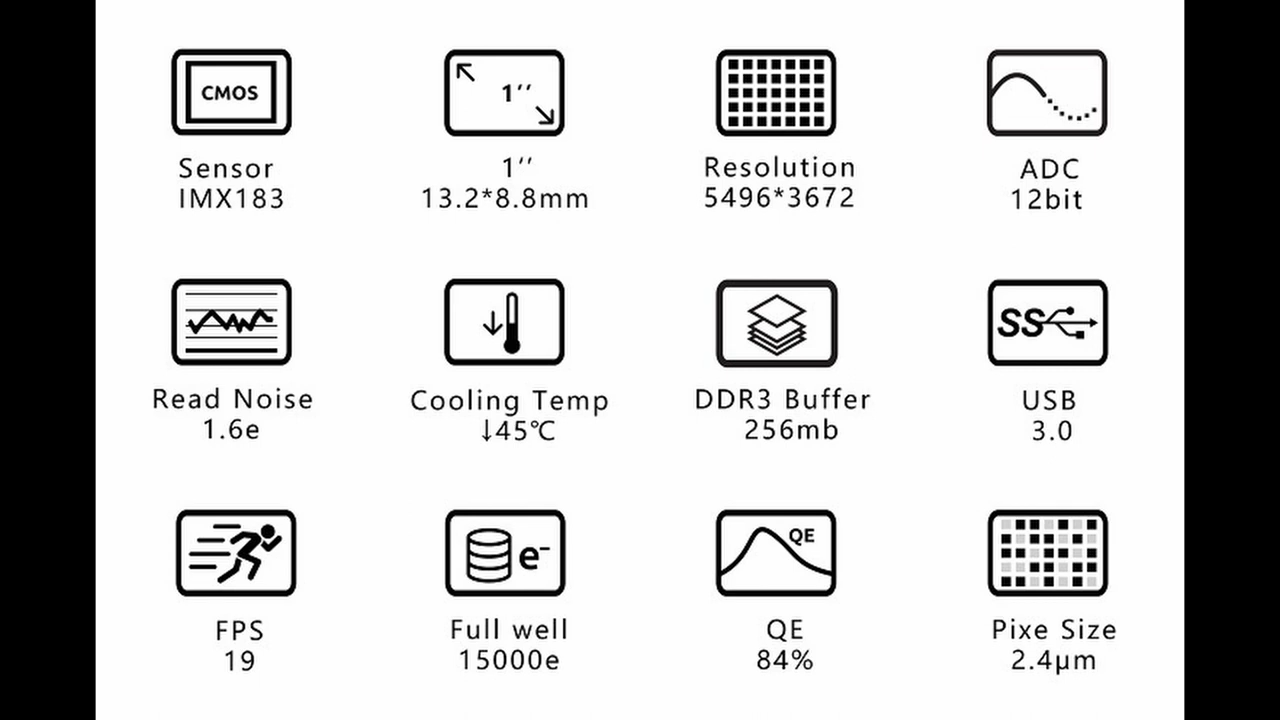 CMOS
1′′
Sensor
IMX183
1′′
13.2*8.8mm
Resolution
5496*3672
ADC
12bit
SS
Read Noise
1.6e
Cooling Temp
↓45℃
DDR3 Buffer
256mb
USB
3.0
e⁻
QE
FPS
19
Full well
15000e
QE
84%
Pixe Size
2.4μm